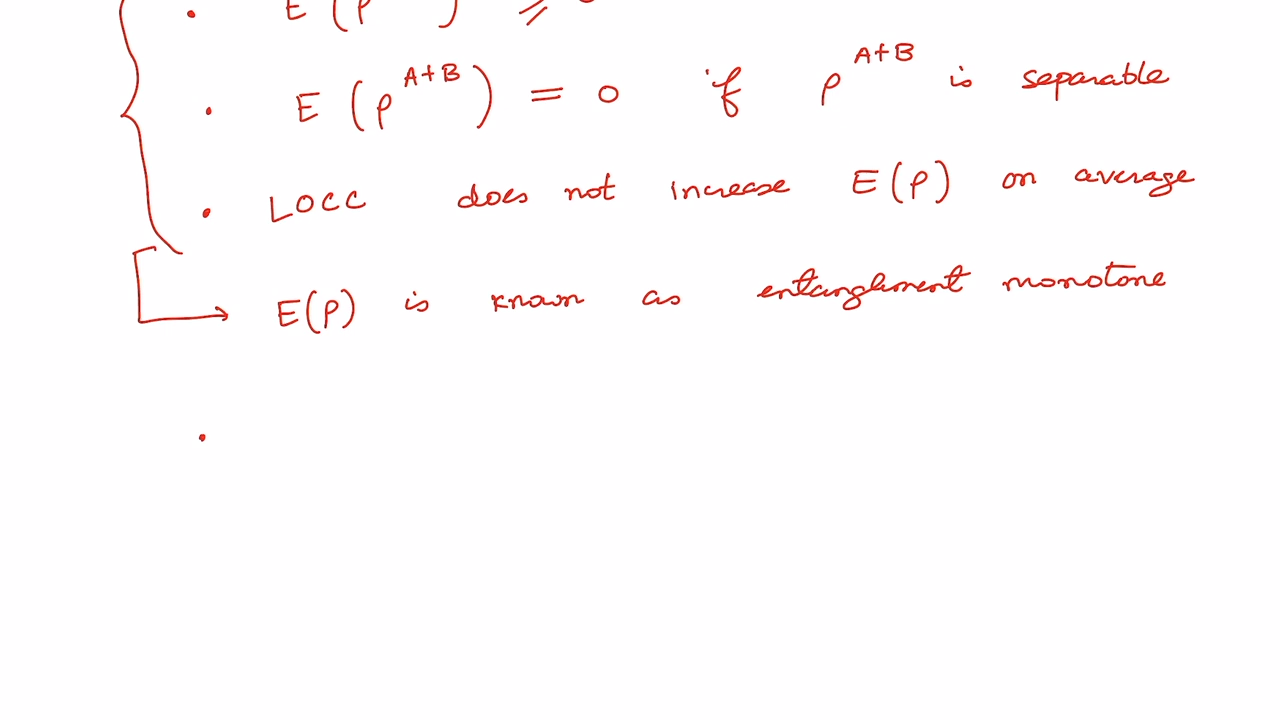 • E(ρ ) ≥
• E(ρ^{A+B}) = 0 if ρ^{A+B} is separable
• LOCC does not increase E(ρ) on average
→ E(ρ) is known as entanglement monotone
•